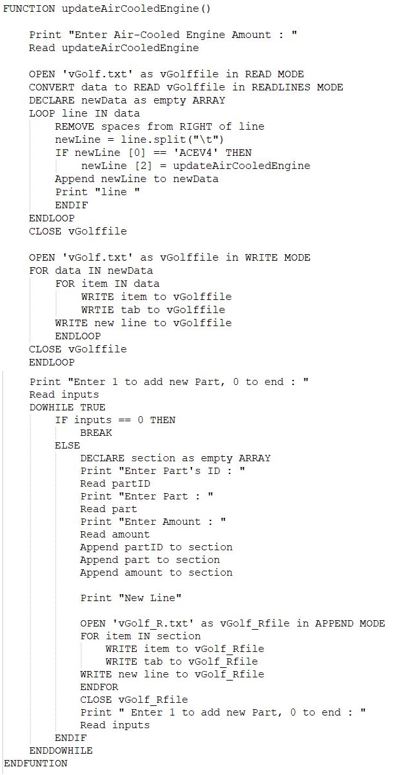 FUNCTION updateAirCooledEngine()
Print "Enter Air-Cooled Engine Amount : "
Read updateAirCooledEngine
OPEN 'vGolf.txt' as vGolffile in READ MODE
CONVERT data to READ vGolffile in READLINES MODE
DECLARE newData as empty ARRAY
LOOP line IN data
REMOVE spaces from RIGHT of line
newLine = line.split("\t")
IF newLine [0] == 'ACEV4' THEN
newLine [2] = updateAirCooledEngine
Append newLine to newData
Print "line "
ENDIF
ENDLOOP
CLOSE vGolffile
OPEN 'vGolf.txt' as vGolffile in WRITE MODE
FOR data IN newData
FOR item IN data
WRITE item to vGolffile
WRTIE tab to vGolffile
WRITE new line to vGolffile
ENDLOOP
CLOSE vGolffile
ENDLOOP
Print "Enter 1 to add new Part, 0 to end : "
Read inputs
DOWHILE TRUE
IF inputs == 0 THEN
BREAK
ELSE
DECLARE section as empty ARRAY
Print "Enter Part's ID : "
Read partID
Print "Enter Part : "
Read part
Print "Enter Amount : "
Read amount
Append partID to section
Append part to section
Append amount to section
Print "New Line"
OPEN 'vGolf_R.txt' as vGolf_Rfile in APPEND MODE
FOR item IN section
WRITE item to vGolf_Rfile
WRITE tab to vGolf_Rfile
WRITE new line to vGolf_Rfile
ENDFOR
CLOSE vGolf_Rfile
Print " Enter 1 to add new Part, 0 to end : "
Read inputs
ENDIF
ENDDOWHILE
ENDFUNTION